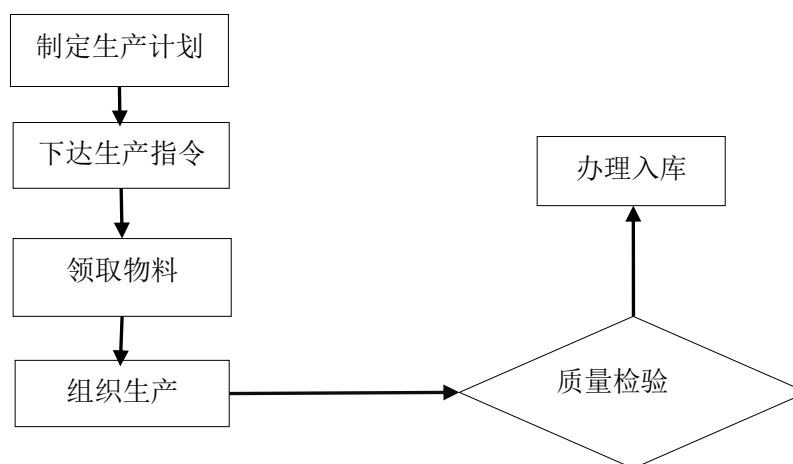 制定生产计划
下达生产指令
办理入库
领取物料
质量检验
组织生产